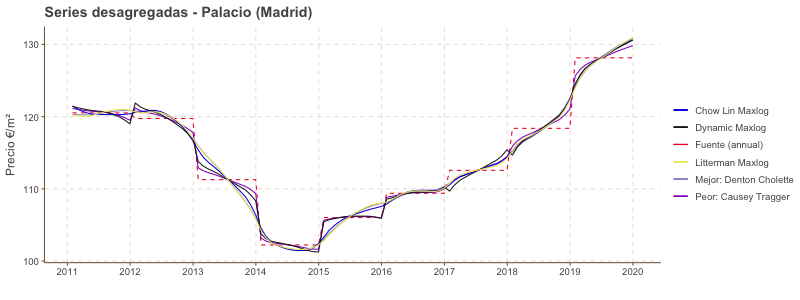 Series desagregadas - Palacio (Madrid)
Precio €/m²
130
120
110
100
2011 2012 2013 2014 2015 2016 2017 2018 2019 2020
Chow Lin Maxlog
Dynamic Maxlog
Fuente (annual)
Litterman Maxlog
Mejor: Denton Cholette
Peor: Causey Tragger